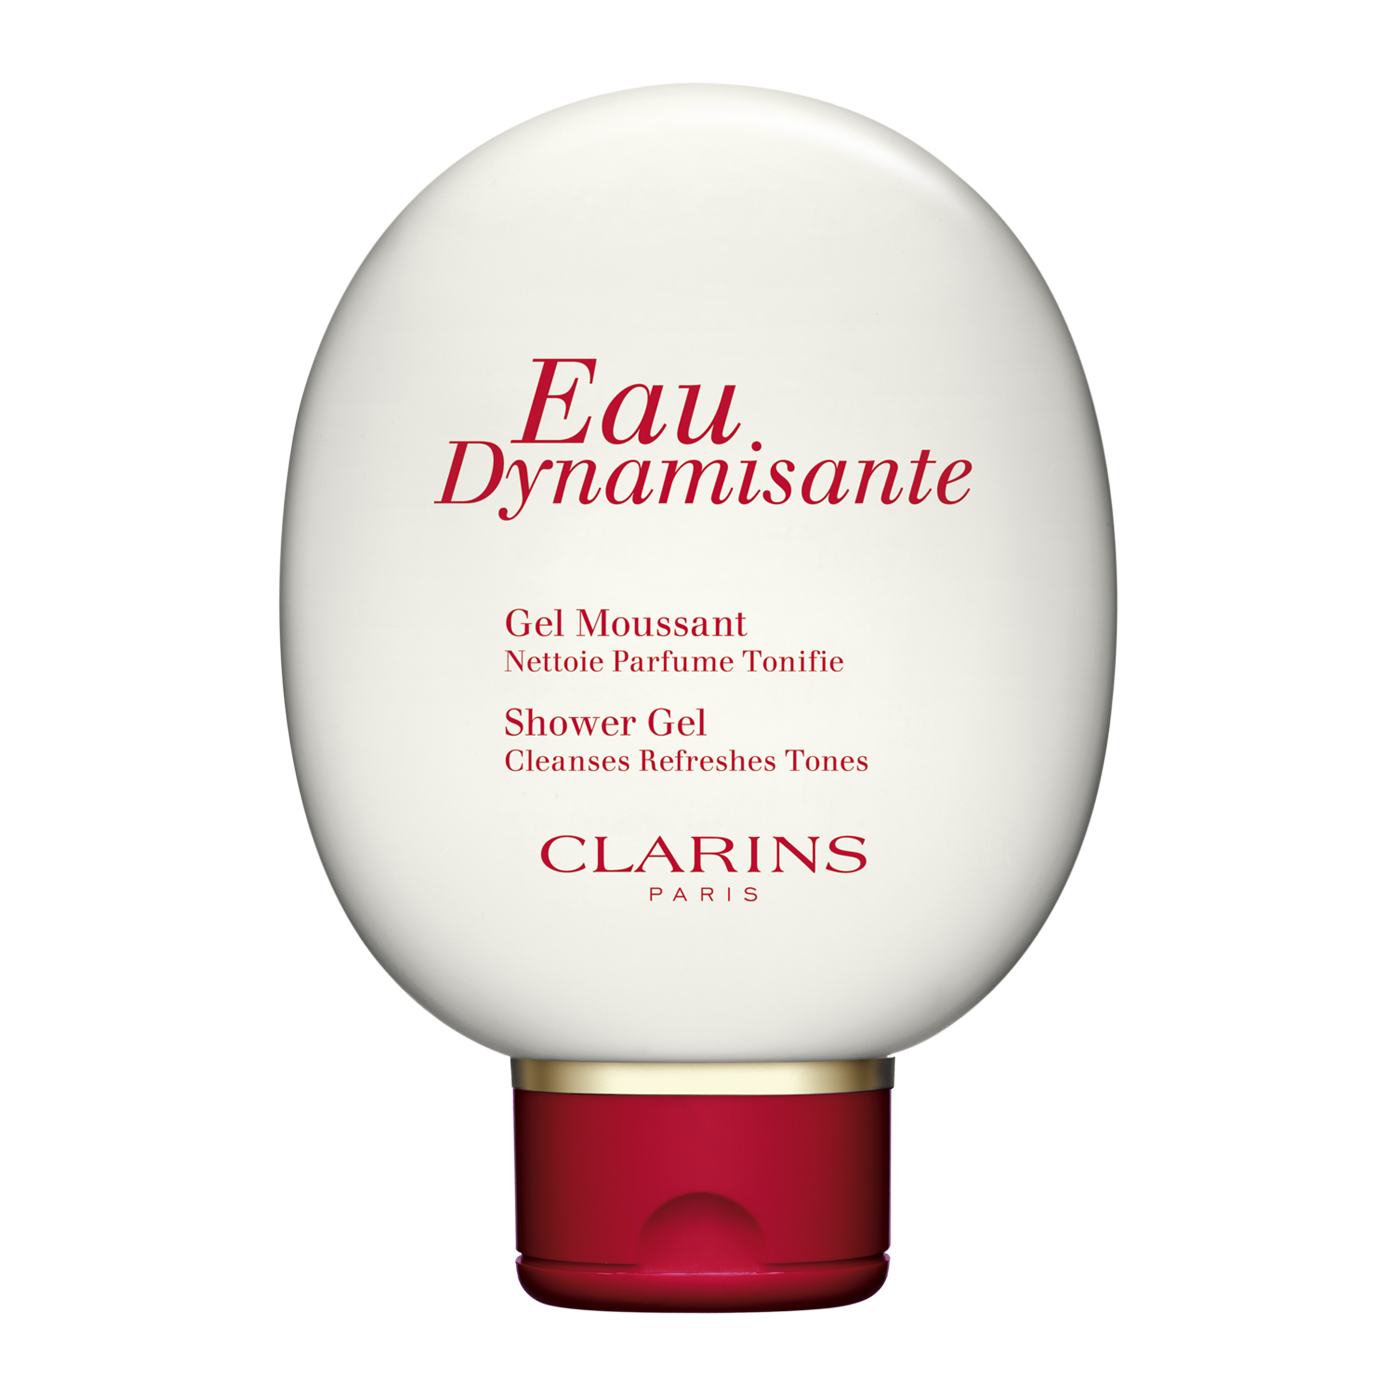 Eau
Dynamisante
Gel Moussant
Nettoie Parfume Tonifie
Shower Gel
Cleanses Refreshes Tones
CLARINS
PARIS